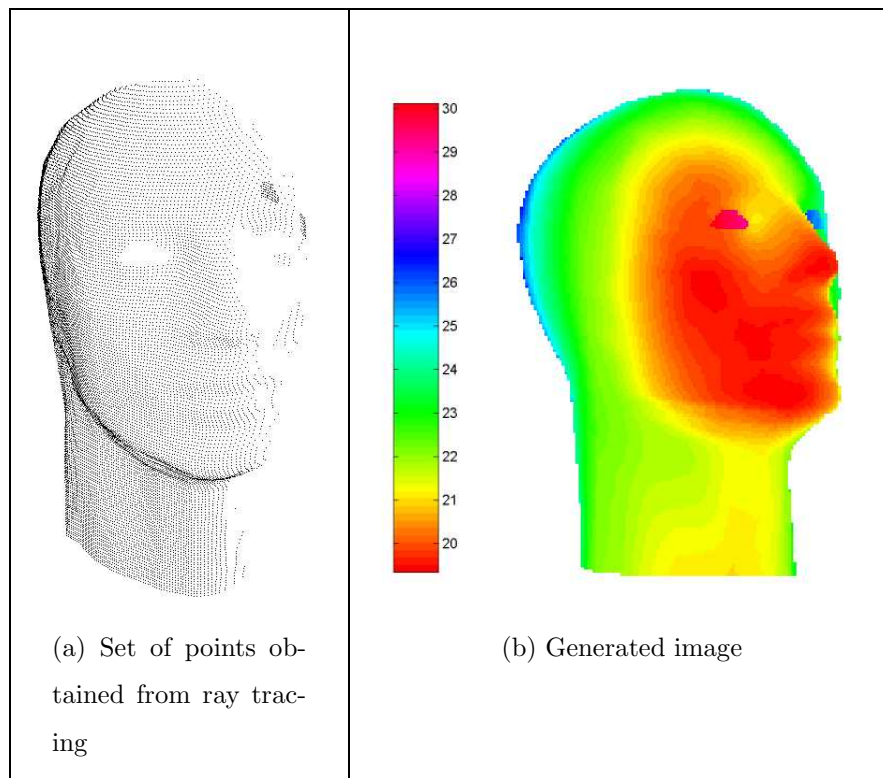 30
29
28
27
26
25
24
23
22
21
20
(a) Set of points ob-
tained from ray trac-
ing
(b) Generated image